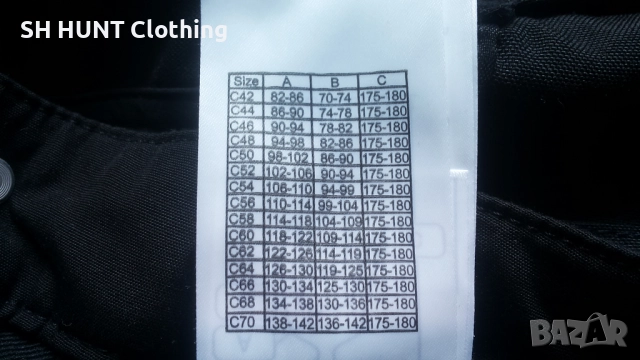 SH HUNT Clothing
Size A B C
C42 82-86 70-74 175-180
C44 86-90 74-78 175-180
C46 90-94 78-82 175-180
C48 94-98 82-86 175-180
C50 98-102 86-90 175-180
C52 102-106 90-94 175-180
C54 106-110 94-99 175-180
C56 110-114 99-104 175-180
C58 114-118 104-109 175-180
C60 118-122 109-114 175-180
C62 122-126 114-119 175-180
C64 126-130 119-125 175-180
C66 130-134 125-130 175-180
C68 134-138 130-136 175-180
C70 138-142 136-142 175-180
BAZAR